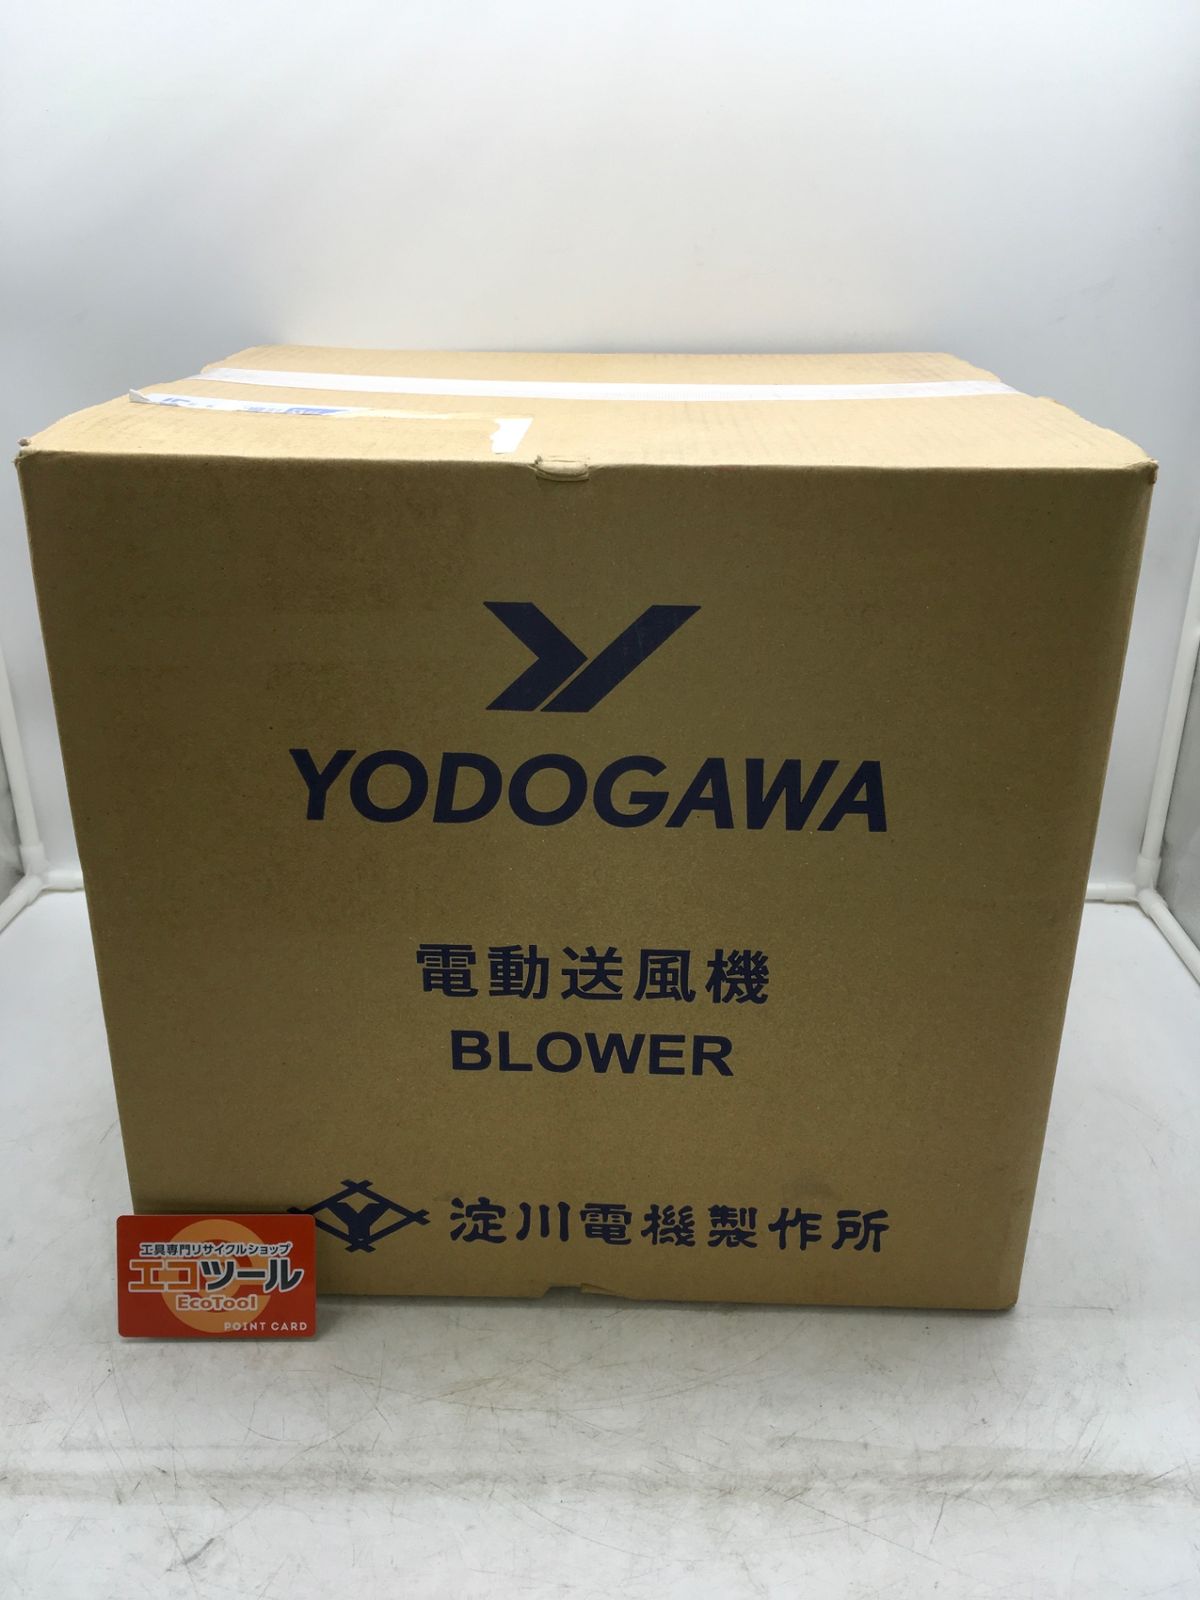 YODOGAWA
電動送風機
BLOWER
淀川電機製作所
工具専門リサイクルショップ
エコツール
EcoTool
POINT CARD